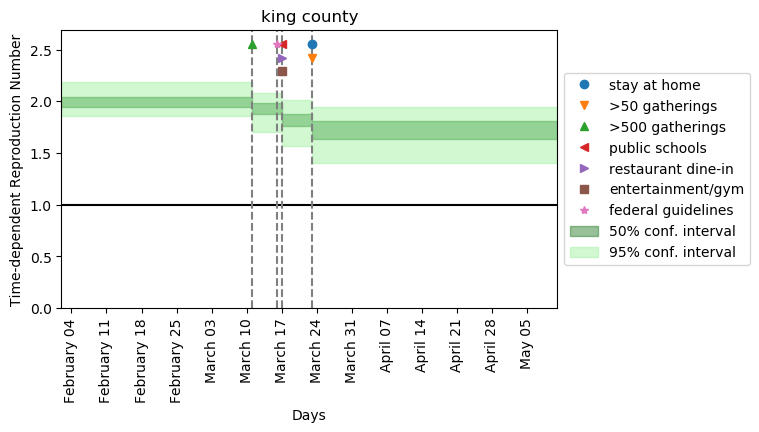 king county
Time-dependent Reproduction Number
2.5
2.0
1.5
1.0
0.5
0.0
February 04
February 11
February 18
February 25
March 03
March 10
March 17
March 24
March 31
April 07
April 14
April 21
April 28
May 05
Days
stay at home
>50 gatherings
>500 gatherings
public schools
restaurant dine-in
entertainment/gym
federal guidelines
50% conf. interval
95% conf. interval